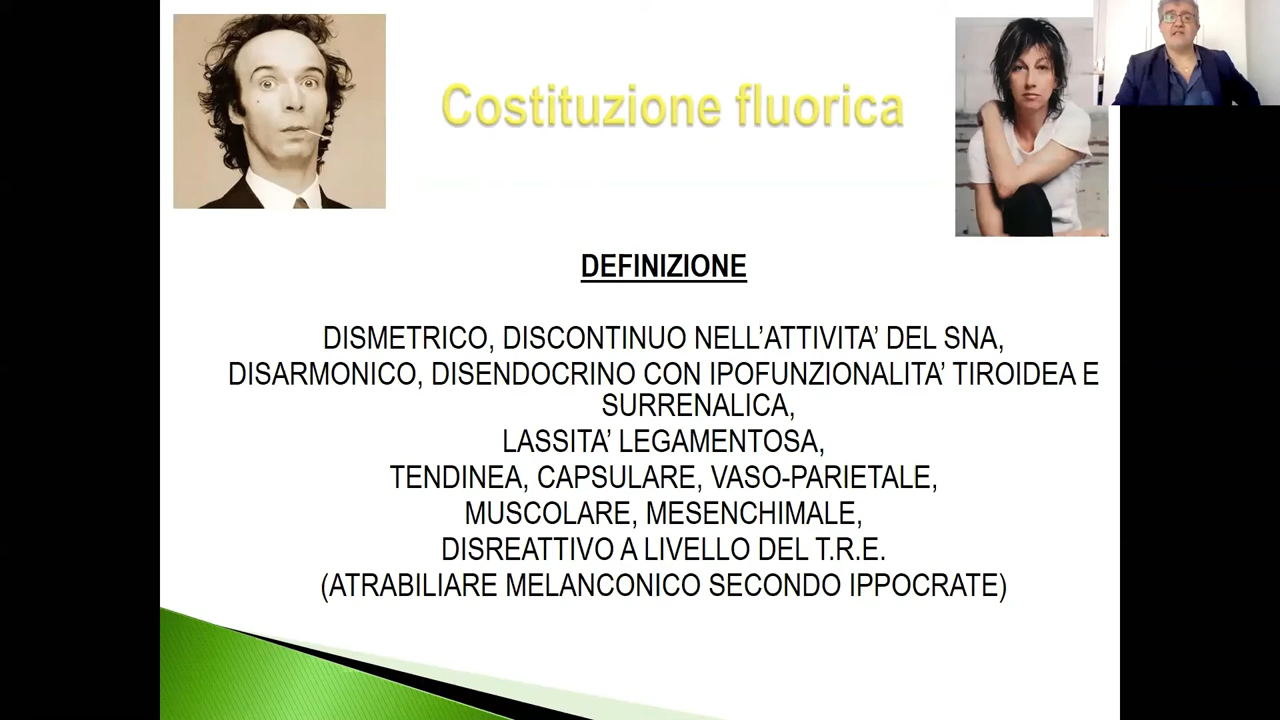 Costituzione fluorica
DEFINIZIONE
DISMETRICO, DISCONTINUO NELL’ATTIVITA’ DEL SNA,
DISARMONICO, DISENDOCRINO CON IPOFUNZIONALITA’ TIROIDEA E
SURRENALICA,
LASSITA’ LEGAMENTOSA,
TENDINEA, CAPSULARE, VASO-PARIETALE,
MUSCOLARE, MESENCHIMALE,
DISREATTIVO A LIVELLO DEL T.R.E.
(ATRABILIARE MELANCONICO SECONDO IPPOCRATE)